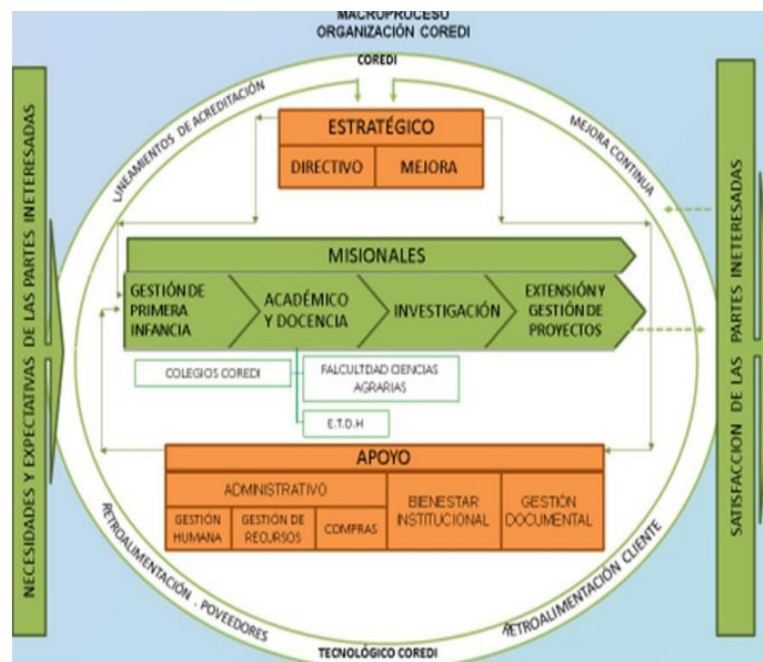 MACROPROCESO
ORGANIZACIÓN COREDI
COREDI
LINEAMIENTOS DE ACREDITACIÓN
MEJORA CONTINUA
NECESIDADES Y EXPECTATIVAS DE LAS PARTES INETERESADAS
ESTRATÉGICO
DIRECTIVO
MEJORA
MISIONALES
GESTIÓN DE
PRIMERA
INFANCIA
ACADÉMICO
Y DOCENCIA
INVESTIGACIÓN
EXTENSIÓN Y
GESTIÓN DE
PROYECTOS
COLEGIOS COREDI
FALCULTDAD CIENCIAS
AGRARIAS
E.T.D.H
APOYO
ADMINISTRATIVO
GESTIÓN
HUMANA
GESTIÓN DE
RECURSOS
COMPRAS
BIENESTAR
INSTITUCIONAL
GESTIÓN
DOCUMENTAL
SATISFACCION DE LAS PARTES INETERESADAS
RETROALIMENTACIÓN . POVEEDORES
RETROALIMENTACIÓN CLIENTE
TECNOLÓGICO COREDI